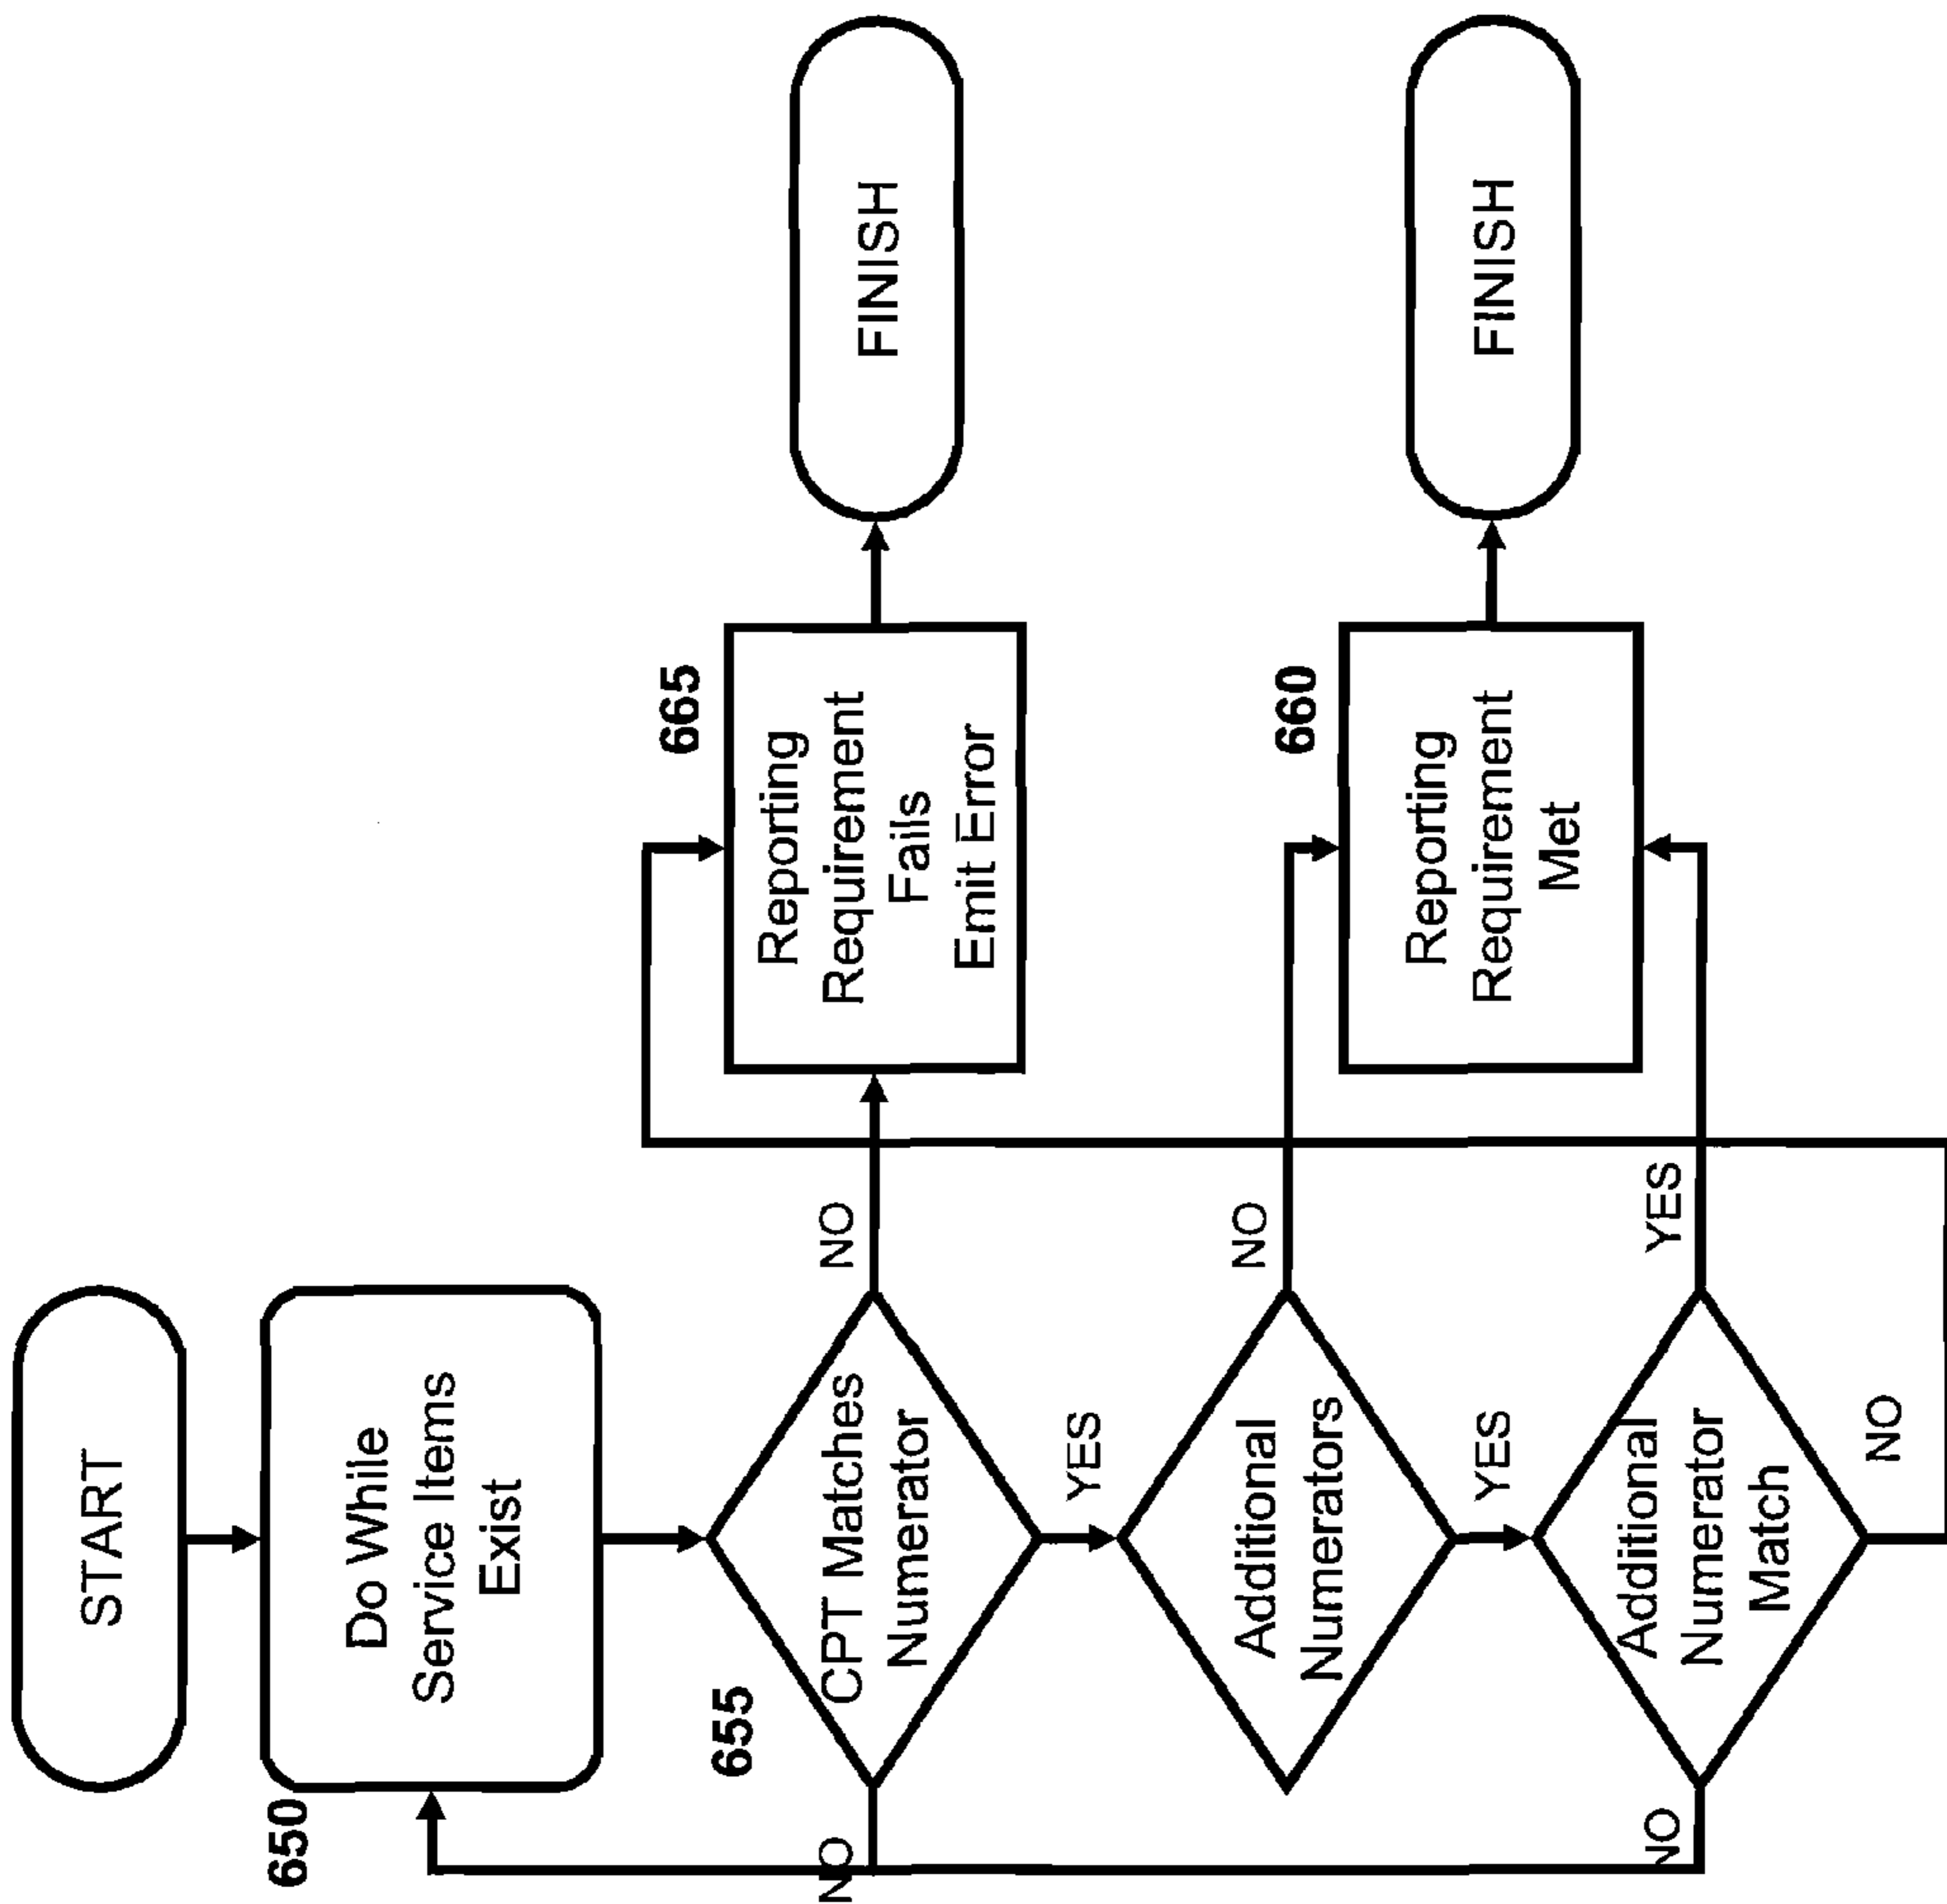 START
650
Do While
Service Items
Exist
655
CPT Matches
Numerator
NO
NO
YES
665
Reporting
Requirement
Fails
Emit Error
FINISH
Additional
Numerators
NO
YES
660
Reporting
Requirement
Met
FINISH
Additional
Numerator
Match
NO
YES
NO